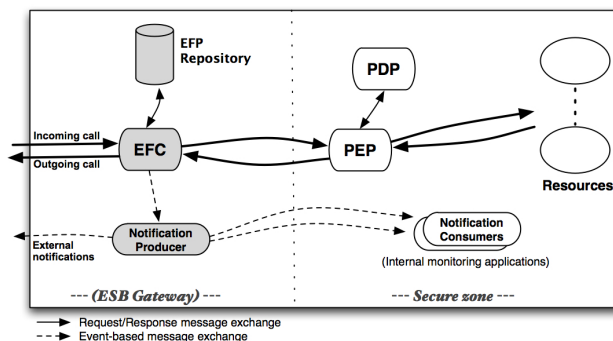 EFP
Repository
PDP
Incoming call
EFC
PEP
Outgoing call
Resources
Notification
Producer
Notification
Consumers
External
notifications
(Internal monitoring applications)
--- (ESB Gateway) ---
--- Secure zone ---
Request/Response message exchange
Event-based message exchange